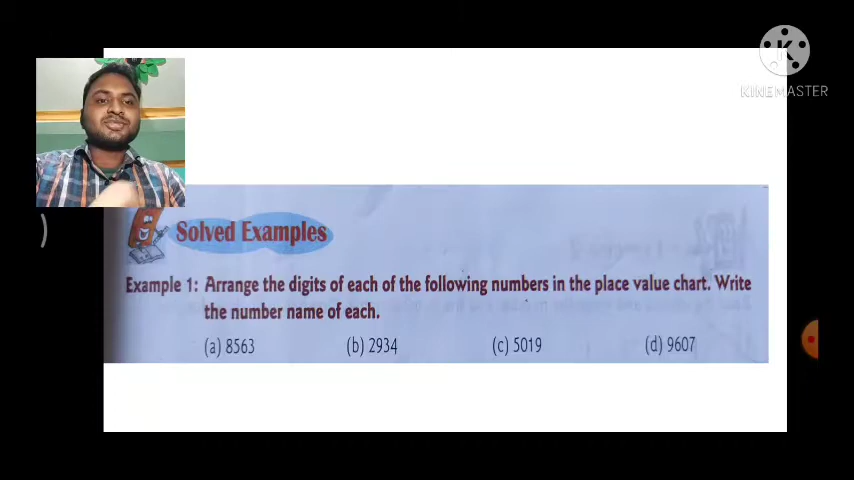 KINEMASTER
Solved Examples
Example 1: Arrange the digits of each of the following numbers in the place value chart. Write
the number name of each.
(a) 8563 (b) 2934 (c) 5019 (d) 9607